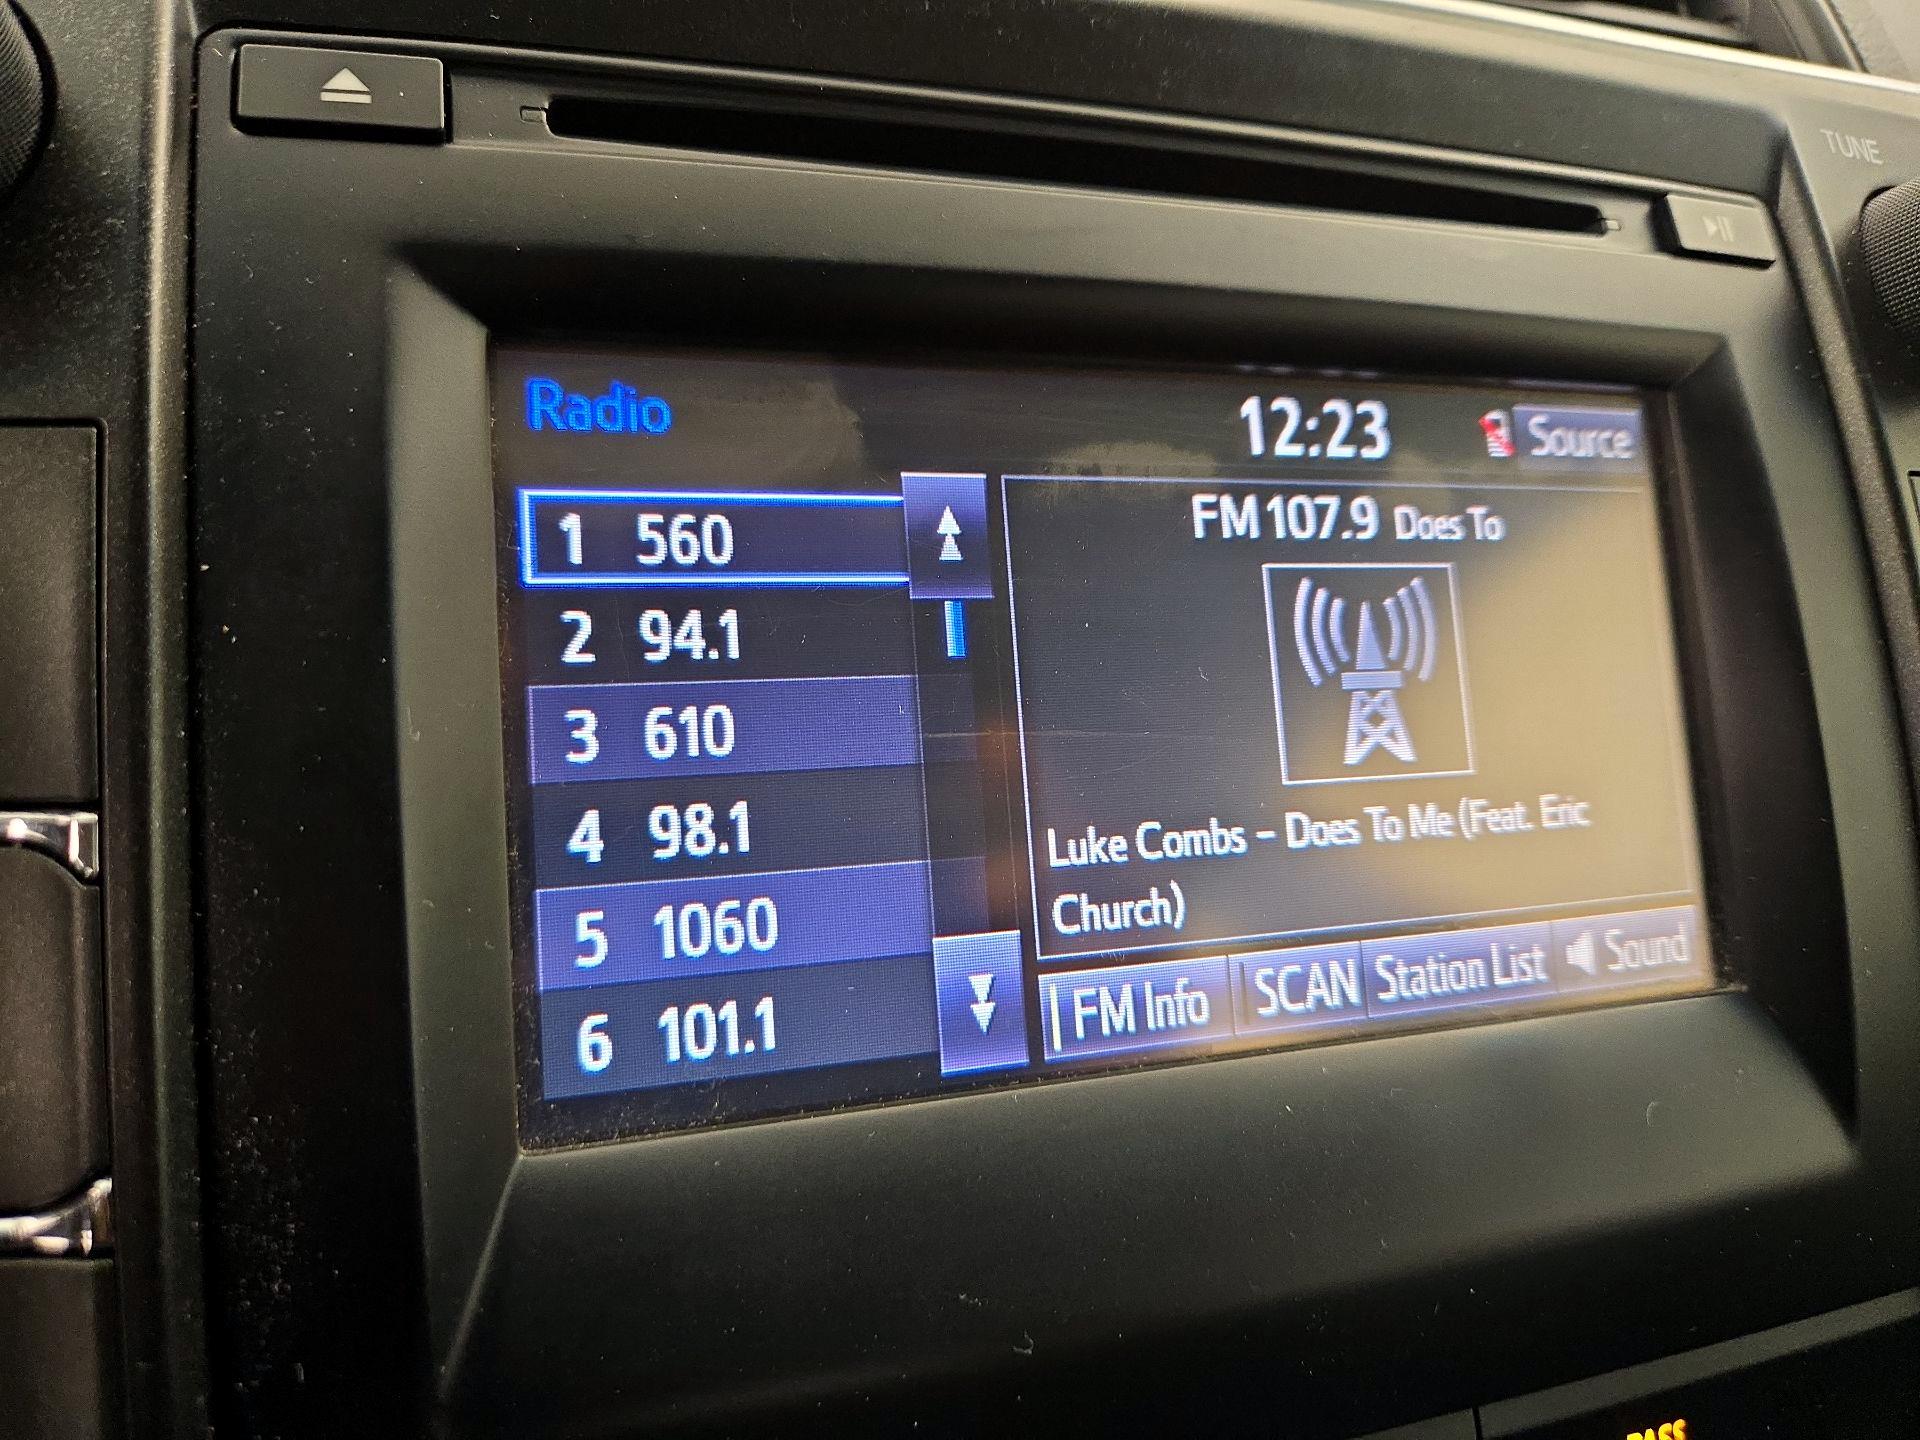 TUNE
Radio
12:23
Source
1 560
2 94.1
3 610
4 98.1
5 1060
6 101.1
FM 107.9 Does To
Luke Combs – Does To Me (Feat. Eric
Church)
FM Info
SCAN
Station List
Sound
PASS